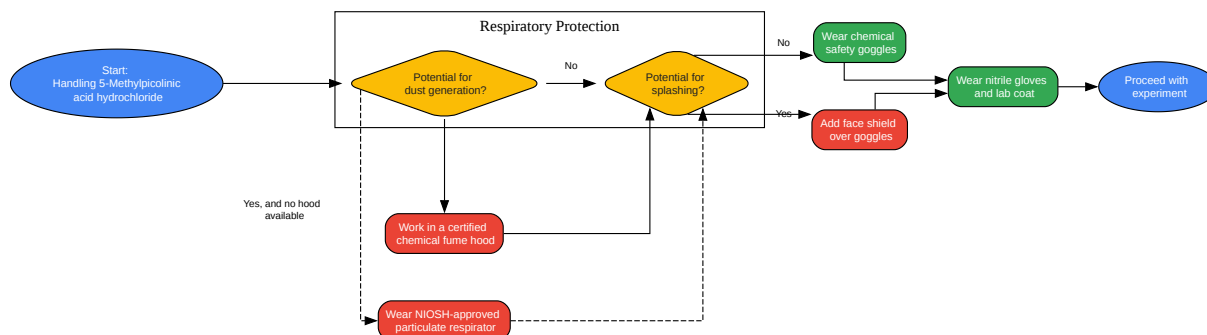 Respiratory Protection
Start:
Handling 5-Methylpicolinic
acid hydrochloride
Potential for
dust generation?
No
Potential for
splashing?
No
Yes
Wear chemical
safety goggles
Add face shield
over goggles
Wear nitrile gloves
and lab coat
Proceed with
experiment
Yes, and no hood
available
Work in a certified
chemical fume hood
Wear NIOSH-approved
particulate respirator